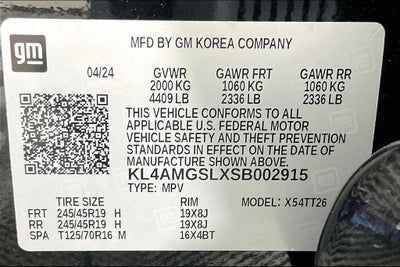 gm
MFD BY GM KOREA COMPANY
04/24 GVWR GAWR FRT GAWR RR
2000 KG 1060 KG 1060 KG
4409 LB 2336 LB 2336 LB
THIS VEHICLE CONFORMS TO ALL
APPLICABLE U.S. FEDERAL MOTOR
VEHICLE SAFETY AND THEFT PREVENTION
STANDARDS IN EFFECT ON THE DATE OF
MANUFACTURE SHOWN ABOVE.
KL4AMGSLXSB002915
TYPE: MPV
TIRE SIZE RIM MODEL: X54TT26
FRT 245/45R19 H 19X8J
RR 245/45R19 H 19X8J
SPA T125/70R16 M 16X4BT